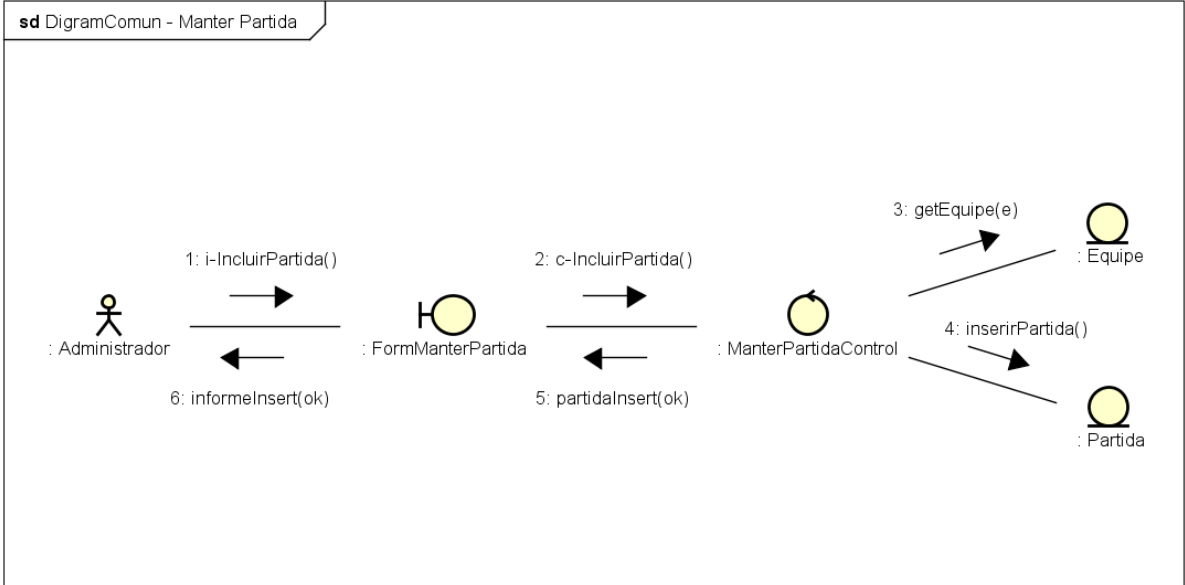 sd DigramComun - Manter Partida
3: getEquipe(e)
1: i-IncluirPartida()
2: c-IncluirPartida()
: Equipe
4: inserirPartida()
: Administrador
: FormManterPartida
: ManterPartidaControl
6: informeInsert(ok)
5: partidaInsert(ok)
: Partida